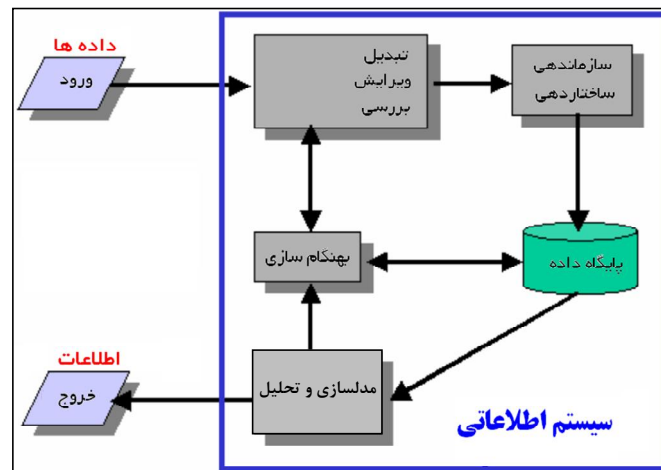 داده ها
ورود
تبدیل
ویرایش
بررسی
سازماندهی
ساختاردهی
بهنگام سازی
پایگاه داده
اطلاعات
خروج
مدلسازی و تحلیل
سیستم اطلاعاتی